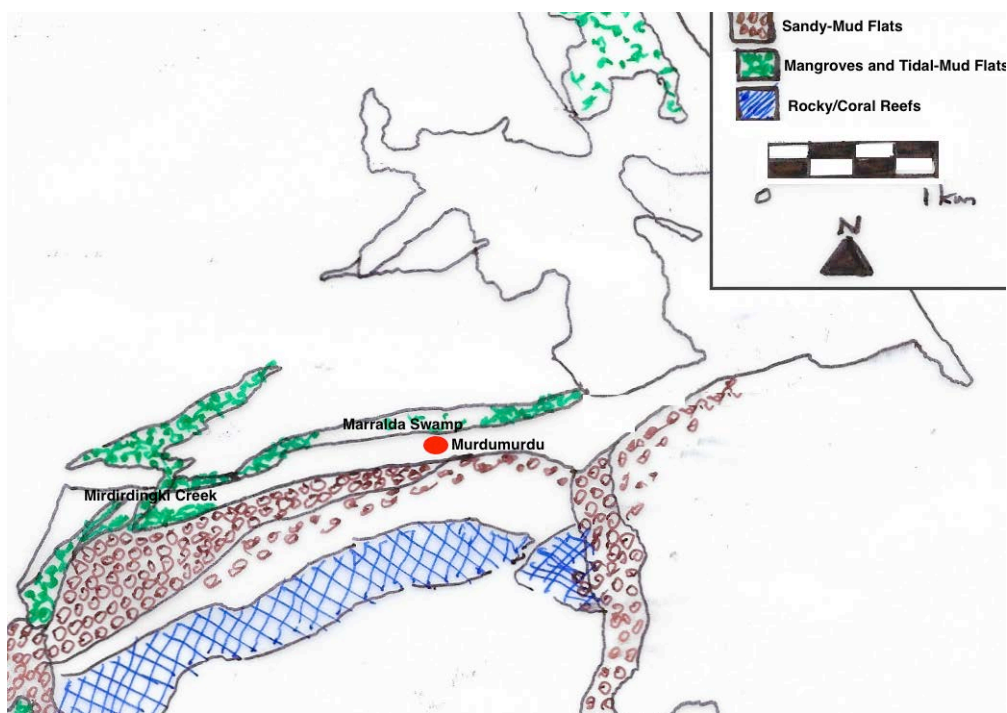 Sandy-Mud Flats
Mangroves and Tidal-Mud Flats
Rocky/Coral Reefs
0 1 km
N
Marralda Swamp
Murdumurdu
Mirdirdingki Creek